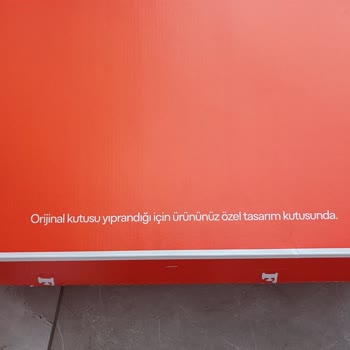 Orijinal kutusu yıprandığı için ürününüz özel tasarım kutusunda.